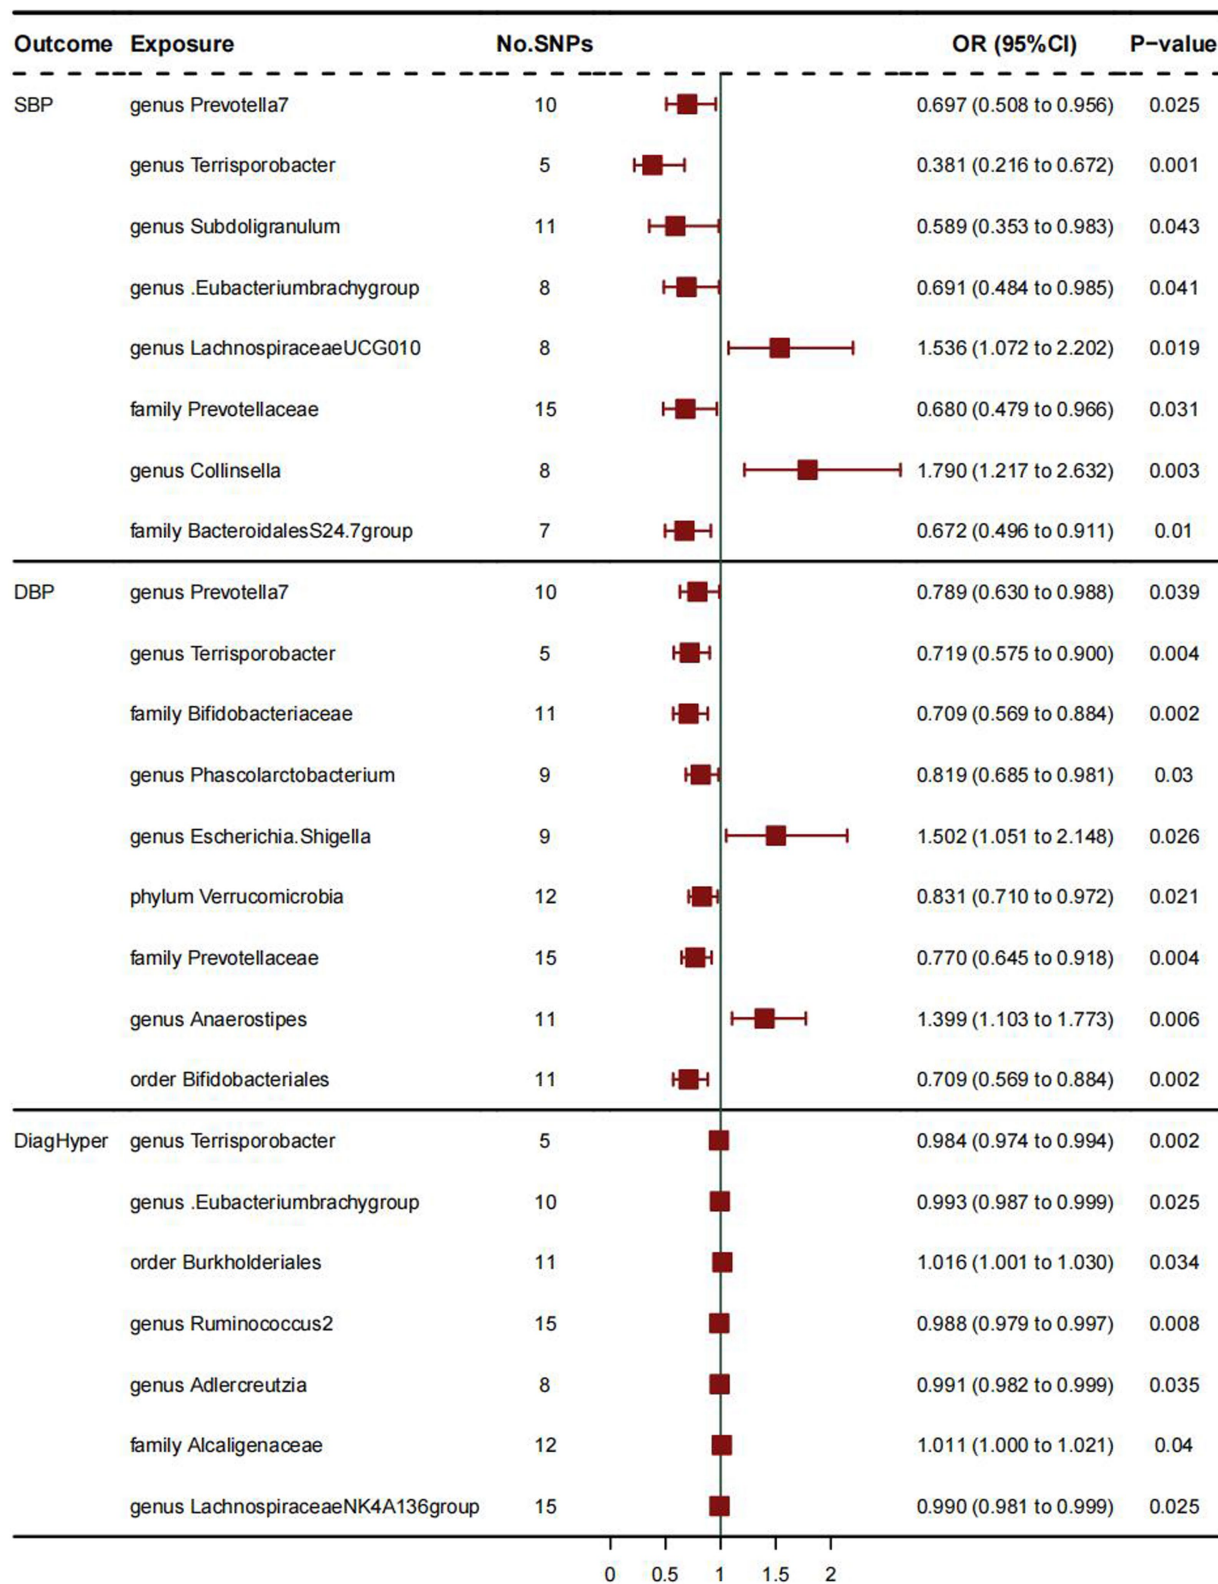 Outcome Exposure No.SNPs OR (95%CI) P−value
SBP genus Prevotella7 10 0.697 (0.508 to 0.956) 0.025
genus Terrisporobacter 5 0.381 (0.216 to 0.672) 0.001
genus Subdoligranulum 11 0.589 (0.353 to 0.983) 0.043
genus .Eubacteriumbrachygroup 8 0.691 (0.484 to 0.985) 0.041
genus LachnospiraceaeUCG010 8 1.536 (1.072 to 2.202) 0.019
family Prevotellaceae 15 0.680 (0.479 to 0.966) 0.031
genus Collinsella 8 1.790 (1.217 to 2.632) 0.003
family BacteroidalesS24.7group 7 0.672 (0.496 to 0.911) 0.01
DBP genus Prevotella7 10 0.789 (0.630 to 0.988) 0.039
genus Terrisporobacter 5 0.719 (0.575 to 0.900) 0.004
family Bifidobacteriaceae 11 0.709 (0.569 to 0.884) 0.002
genus Phascolarctobacterium 9 0.819 (0.685 to 0.981) 0.03
genus Escherichia.Shigella 9 1.502 (1.051 to 2.148) 0.026
phylum Verrucomicrobia 12 0.831 (0.710 to 0.972) 0.021
family Prevotellaceae 15 0.770 (0.645 to 0.918) 0.004
genus Anaerostipes 11 1.399 (1.103 to 1.773) 0.006
order Bifidobacteriales 11 0.709 (0.569 to 0.884) 0.002
DiagHyper genus Terrisporobacter 5 0.984 (0.974 to 0.994) 0.002
genus .Eubacteriumbrachygroup 10 0.993 (0.987 to 0.999) 0.025
order Burkholderiales 11 1.016 (1.001 to 1.030) 0.034
genus Ruminococcus2 15 0.988 (0.979 to 0.997) 0.008
genus Adlercreutzia 8 0.991 (0.982 to 0.999) 0.035
family Alcaligenaceae 12 1.011 (1.000 to 1.021) 0.04
genus LachnospiraceaeNK4A136group 15 0.990 (0.981 to 0.999) 0.025
0 0.5 1 1.5 2